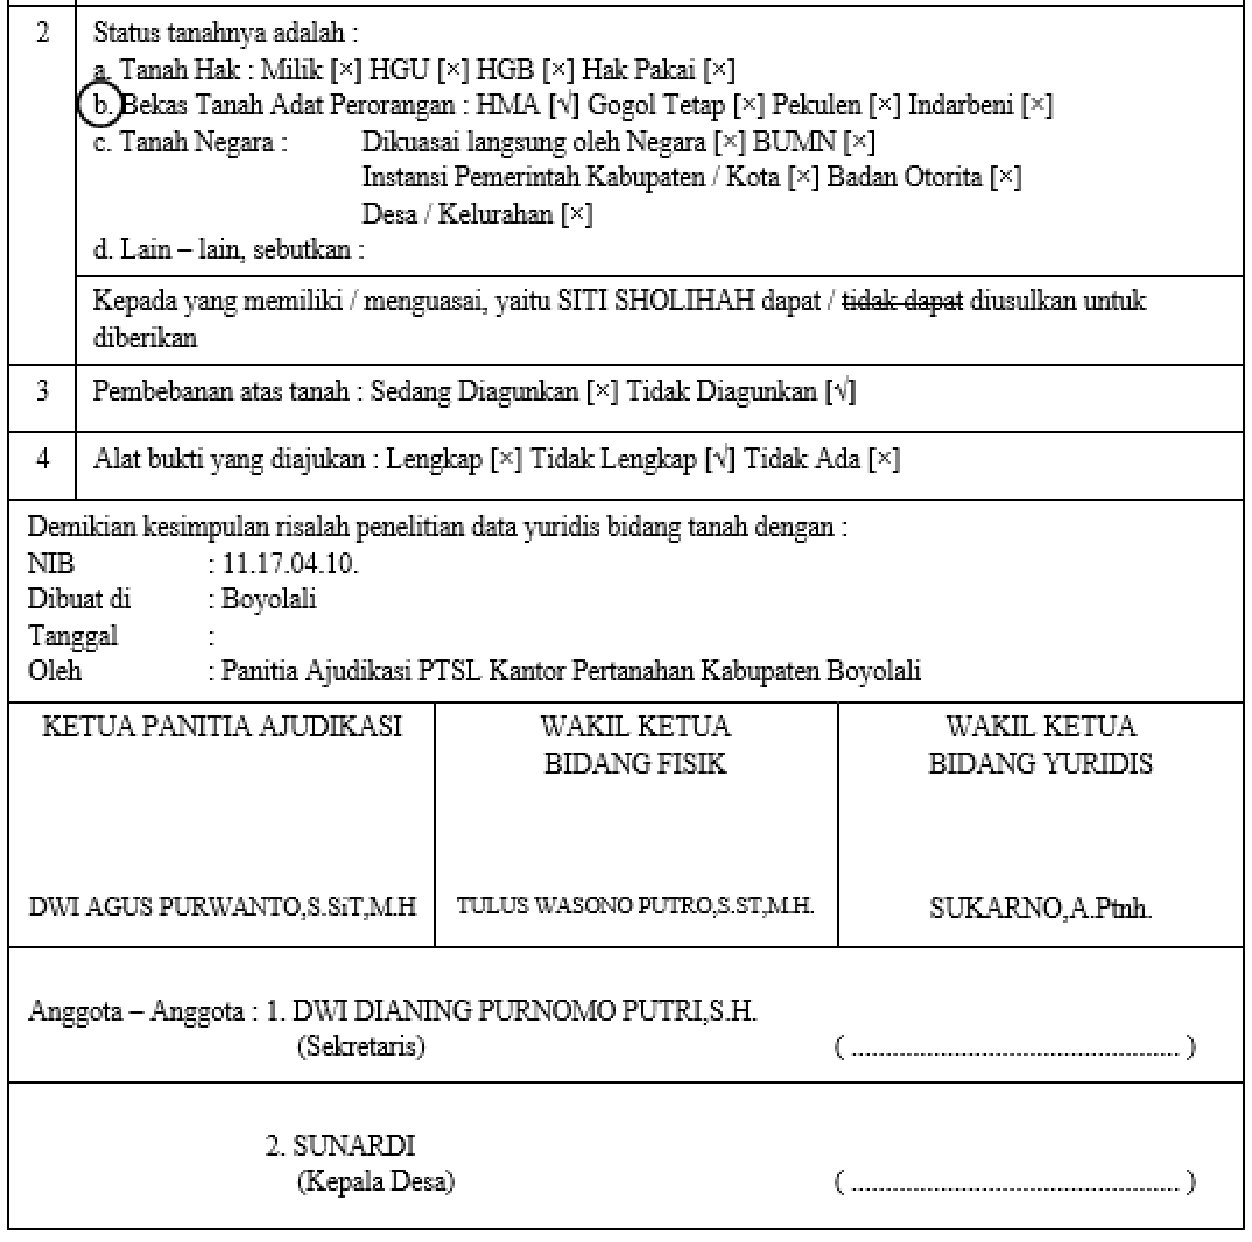 2
Status tanahnya adalah :
a. Tanah Hak : Milik [×] HGU [×] HGB [×] Hak Pakai [×]
b. Bekas Tanah Adat Perorangan : HMA [√] Gogol Tetap [×] Pekulen [×] Indarbeni [×]
c. Tanah Negara : Dikuasai langsung oleh Negara [×] BUMN [×]
Instansi Pemerintah Kabupaten / Kota [×] Badan Otorita [×]
Desa / Kelurahan [×]
d. Lain – lain, sebutkan :
Kepada yang memiliki / menguasai, yaitu SITI SHOLIHAH dapat / tidak dapat diusulkan untuk
diberikan
3 Pembebanan atas tanah : Sedang Diagunkan [×] Tidak Diagunkan [√]
4 Alat bukti yang diajukan : Lengkap [×] Tidak Lengkap [√] Tidak Ada [×]
Demikian kesimpulan risalah penelitian data yuridis bidang tanah dengan :
NIB : 11.17.04.10.
Dibuat di : Boyolali
Tanggal :
Oleh : Panitia Ajudikasi PTSL Kantor Pertanahan Kabupaten Boyolali
KETUA PANITIA AJUDIKASI
DWI AGUS PURWANTO,S.SiT,M.H
WAKIL KETUA
BIDANG FISIK
TULUS WASONO PUTRO,S.ST,M.H.
WAKIL KETUA
BIDANG YURIDIS
SUKARNO,A.Ptnh.
Anggota – Anggota : 1. DWI DIANING PURNOMO PUTRI,S.H.
(Sekretaris) ( ................................................ )
2. SUNARDI
(Kepala Desa) ( ................................................ )